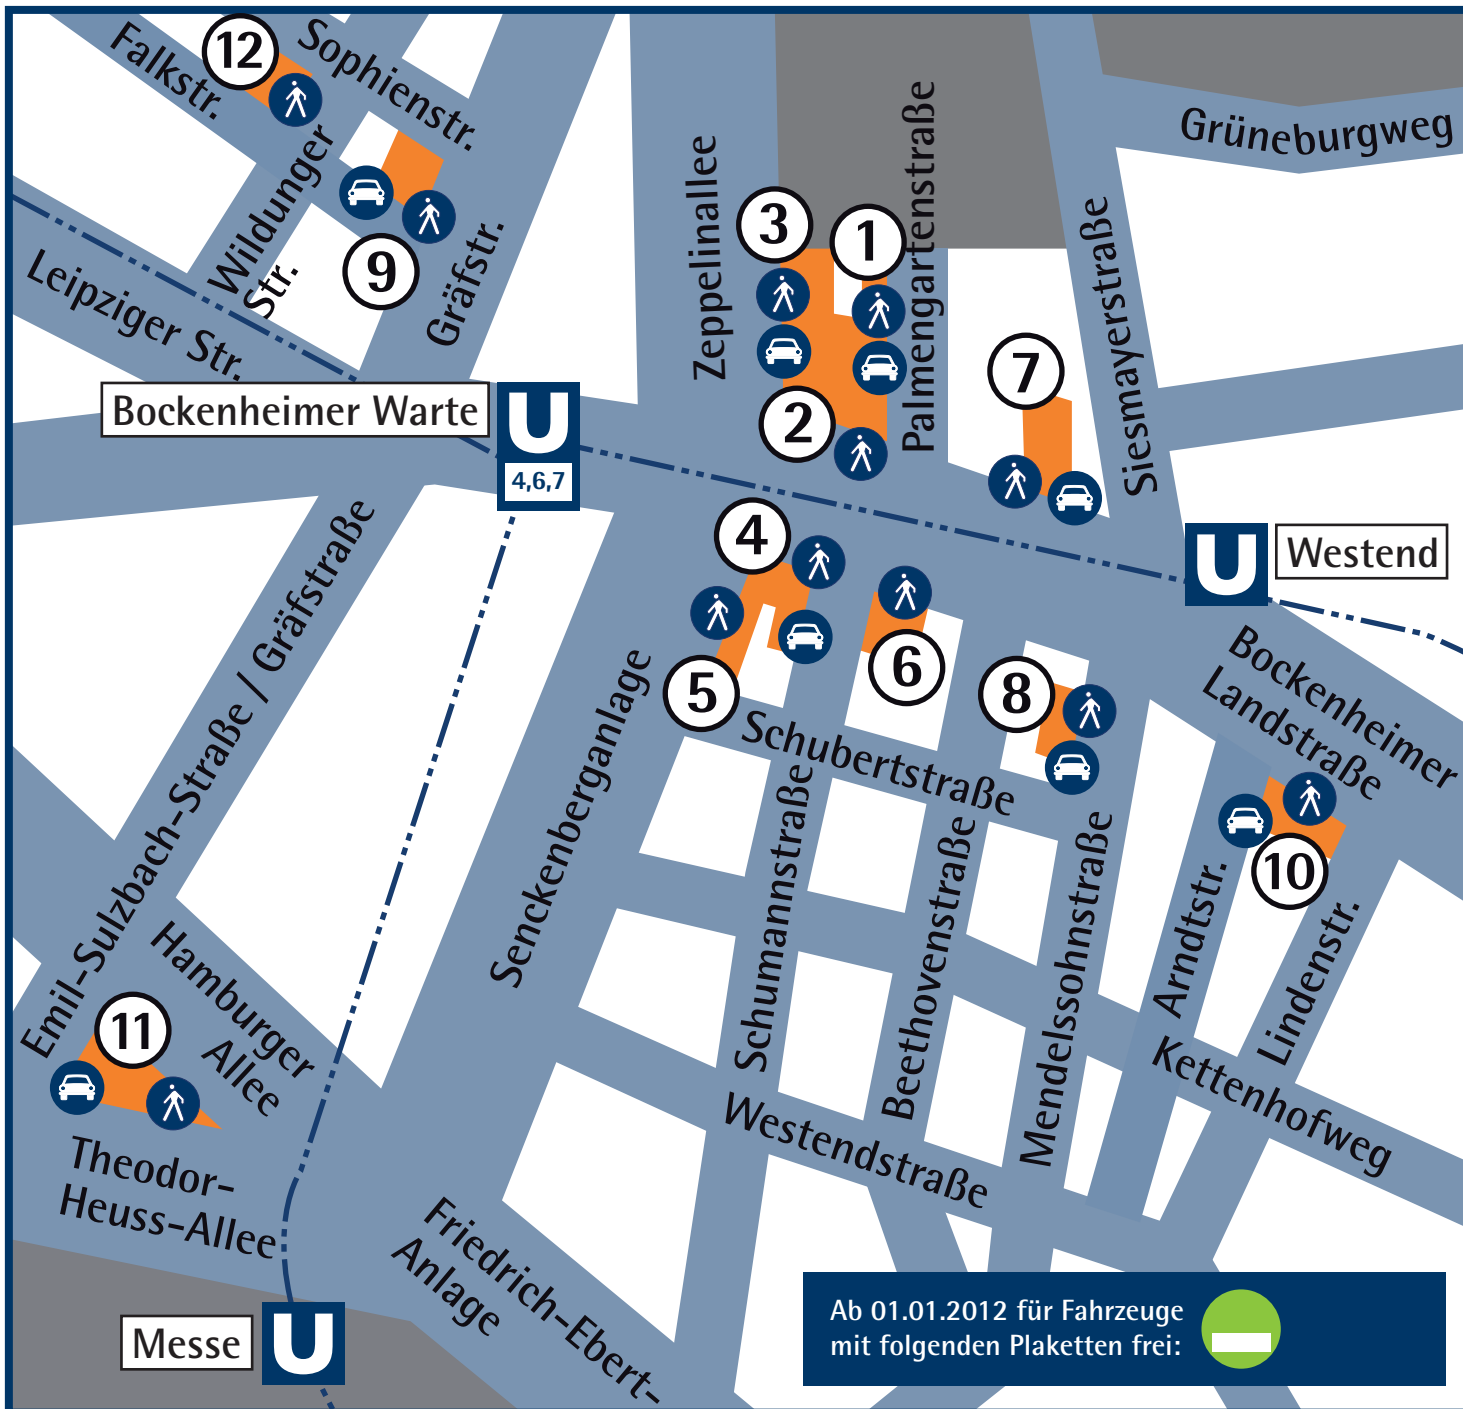 12
Sophienstr.
Falkstr.
Wildunger
Str.
9
Gräfstr.
Leipziger Str.
Zeppelinallee
3
1
2
Palmengartenstraße
7
Siesmayerstraße
Grüneburgweg
Bockenheimer Warte
U
4,6,7
U
Westend
4
5
6
8
Schubertstraße
Bockenheimer
Landstraße
10
Emil-Sulzbach-Straße / Gräfstraße
Senckenberganlage
Schumannstraße
Beethovenstraße
Mendelssohnstraße
Arndtstr.
Lindenstr.
Kettenhofweg
Westendstraße
Hamburger
Allee
11
Theodor-
Heuss-Allee
Friedrich-Ebert-
Anlage
Messe
U
Ab 01.01.2012 für Fahrzeuge
mit folgenden Plaketten frei: